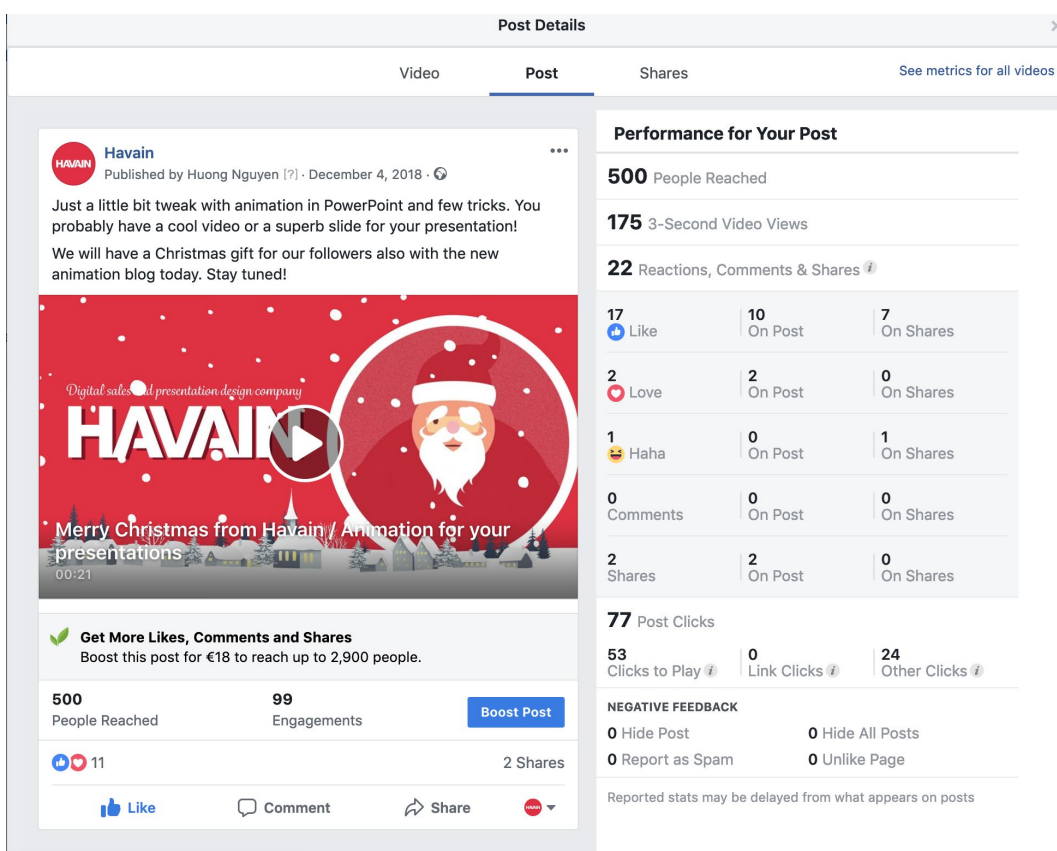 Post Details
Video
Post
Shares
See metrics for all videos
HAVAIN
Havain
Published by Huong Nguyen [?] · December 4, 2018 ·
Just a little bit tweak with animation in PowerPoint and few tricks. You
probably have a cool video or a superb slide for your presentation!
We will have a Christmas gift for our followers also with the new
animation blog today. Stay tuned!
Digital sales and presentation design company
HAVAIN
Merry Christmas from Havain / Animation for your
presentations
00:21
Get More Likes, Comments and Shares
Boost this post for €18 to reach up to 2,900 people.
500
People Reached
99
Engagements
Boost Post
11
2 Shares
Like
Comment
Share
HAVAIN
Performance for Your Post
500 People Reached
175 3-Second Video Views
22 Reactions, Comments & Shares
17
Like
10
On Post
7
On Shares
2
Love
2
On Post
0
On Shares
1
Haha
0
On Post
1
On Shares
0
Comments
0
On Post
0
On Shares
2
Shares
2
On Post
0
On Shares
77 Post Clicks
53
Clicks to Play
0
Link Clicks
24
Other Clicks
NEGATIVE FEEDBACK
0 Hide Post
0 Hide All Posts
0 Report as Spam
0 Unlike Page
Reported stats may be delayed from what appears on posts